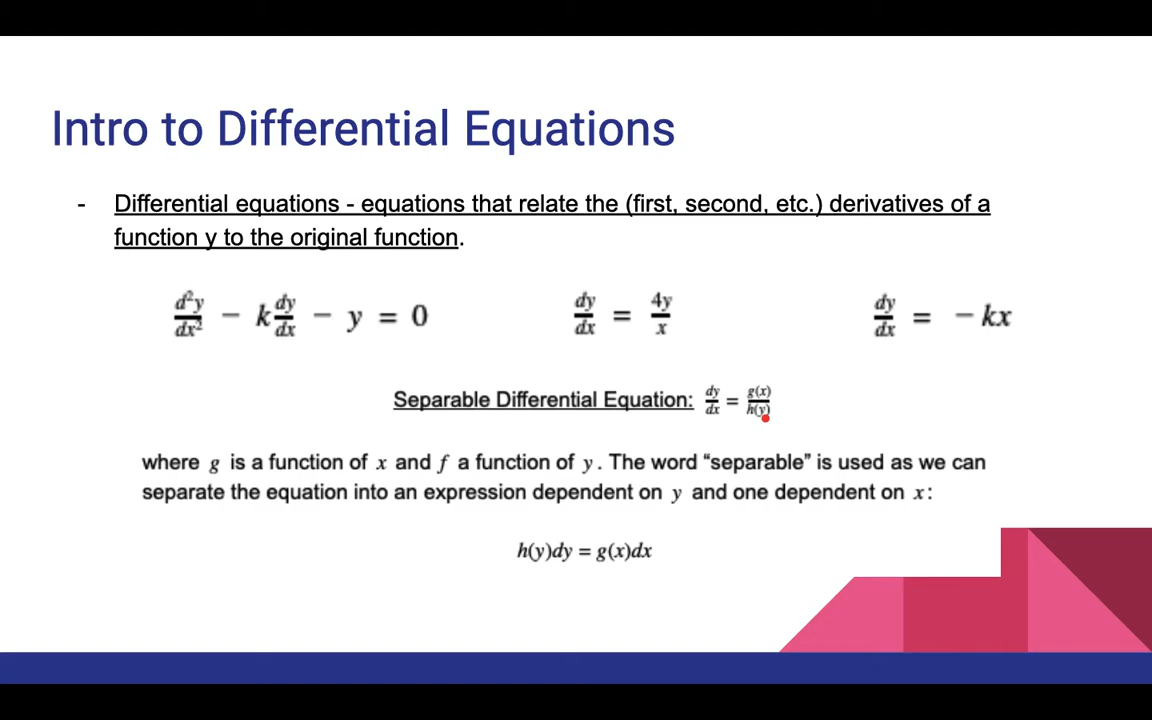 Intro to Differential Equations
- Differential equations - equations that relate the (first, second, etc.) derivatives of a
function y to the original function.
d²y/dx² - k dy/dx - y = 0    dy/dx = 4y/x    dy/dx = - kx
Separable Differential Equation: dy/dx = g(x)/h(y)
where g is a function of x and f a function of y. The word “separable” is used as we can
separate the equation into an expression dependent on y and one dependent on x:
h(y)dy = g(x)dx